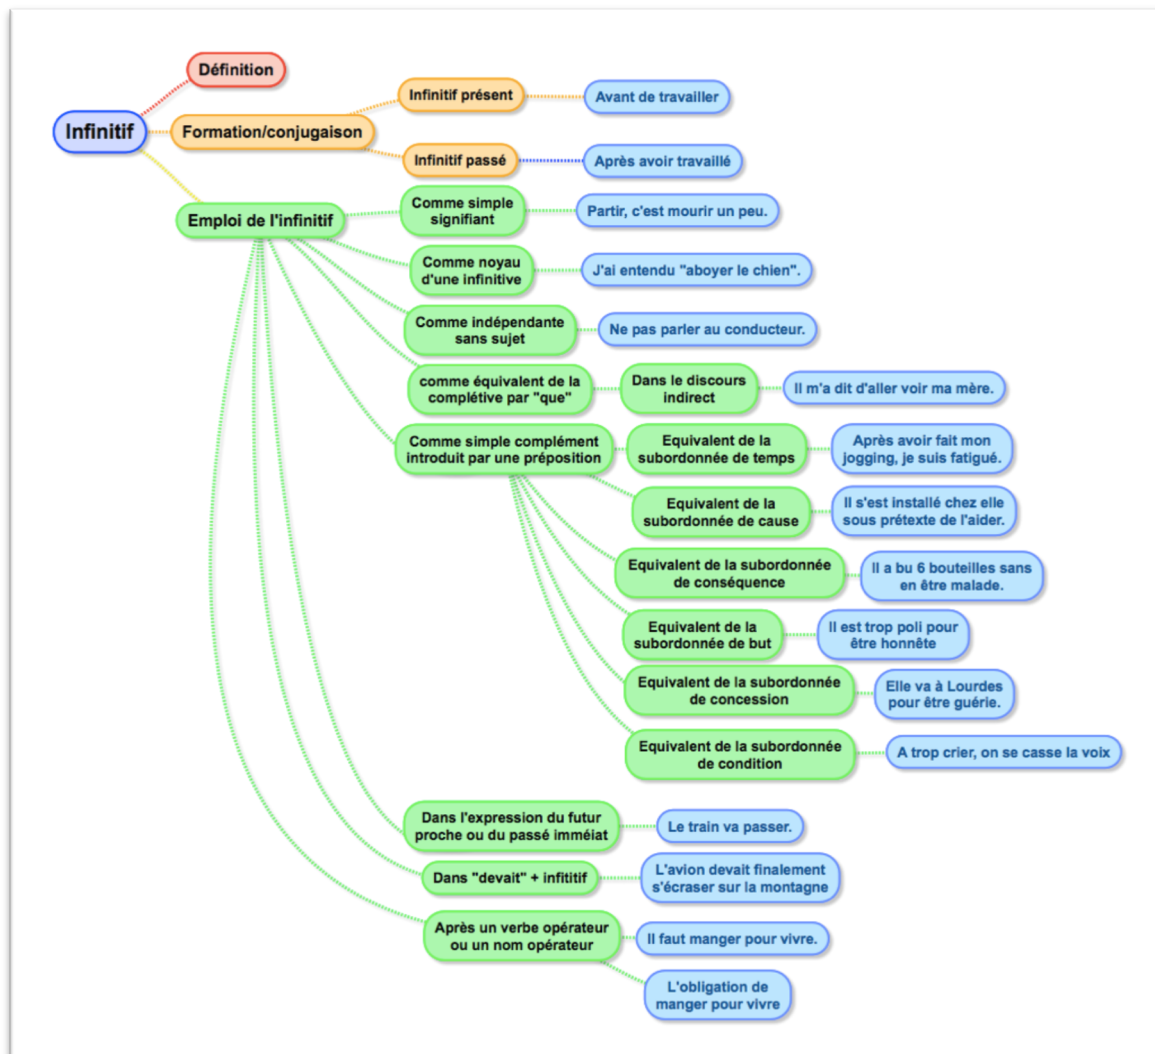 Définition
Infinitif
Formation/conjugaison
Infinitif présent
Avant de travailler
Infinitif passé
Après avoir travaillé
Emploi de l'infinitif
Comme simple
signifiant
Partir, c'est mourir un peu.
Comme noyau
d'une infinitive
J'ai entendu "aboyer le chien".
Comme indépendante
sans sujet
Ne pas parler au conducteur.
comme équivalent de la
complétive par "que"
Dans le discours
indirect
Il m'a dit d'aller voir ma mère.
Comme simple complément
introduit par une préposition
Equivalent de la
subordonnée de temps
Après avoir fait mon
jogging, je suis fatigué.
Equivalent de la
subordonnée de cause
Il s'est installé chez elle
sous prétexte de l'aider.
Equivalent de la subordonnée
de conséquence
Il a bu 6 bouteilles sans
en être malade.
Equivalent de la
subordonnée de but
Il est trop poli pour
être honnête
Equivalent de la subordonnée
de concession
Elle va à Lourdes
pour être guérie.
Equivalent de la subordonnée
de condition
A trop crier, on se casse la voix
Dans l'expression du futur
proche ou du passé imméiat
Le train va passer.
Dans "devait" + infititif
L'avion devait finalement
s'écraser sur la montagne
Après un verbe opérateur
ou un nom opérateur
Il faut manger pour vivre.
L'obligation de
manger pour vivre